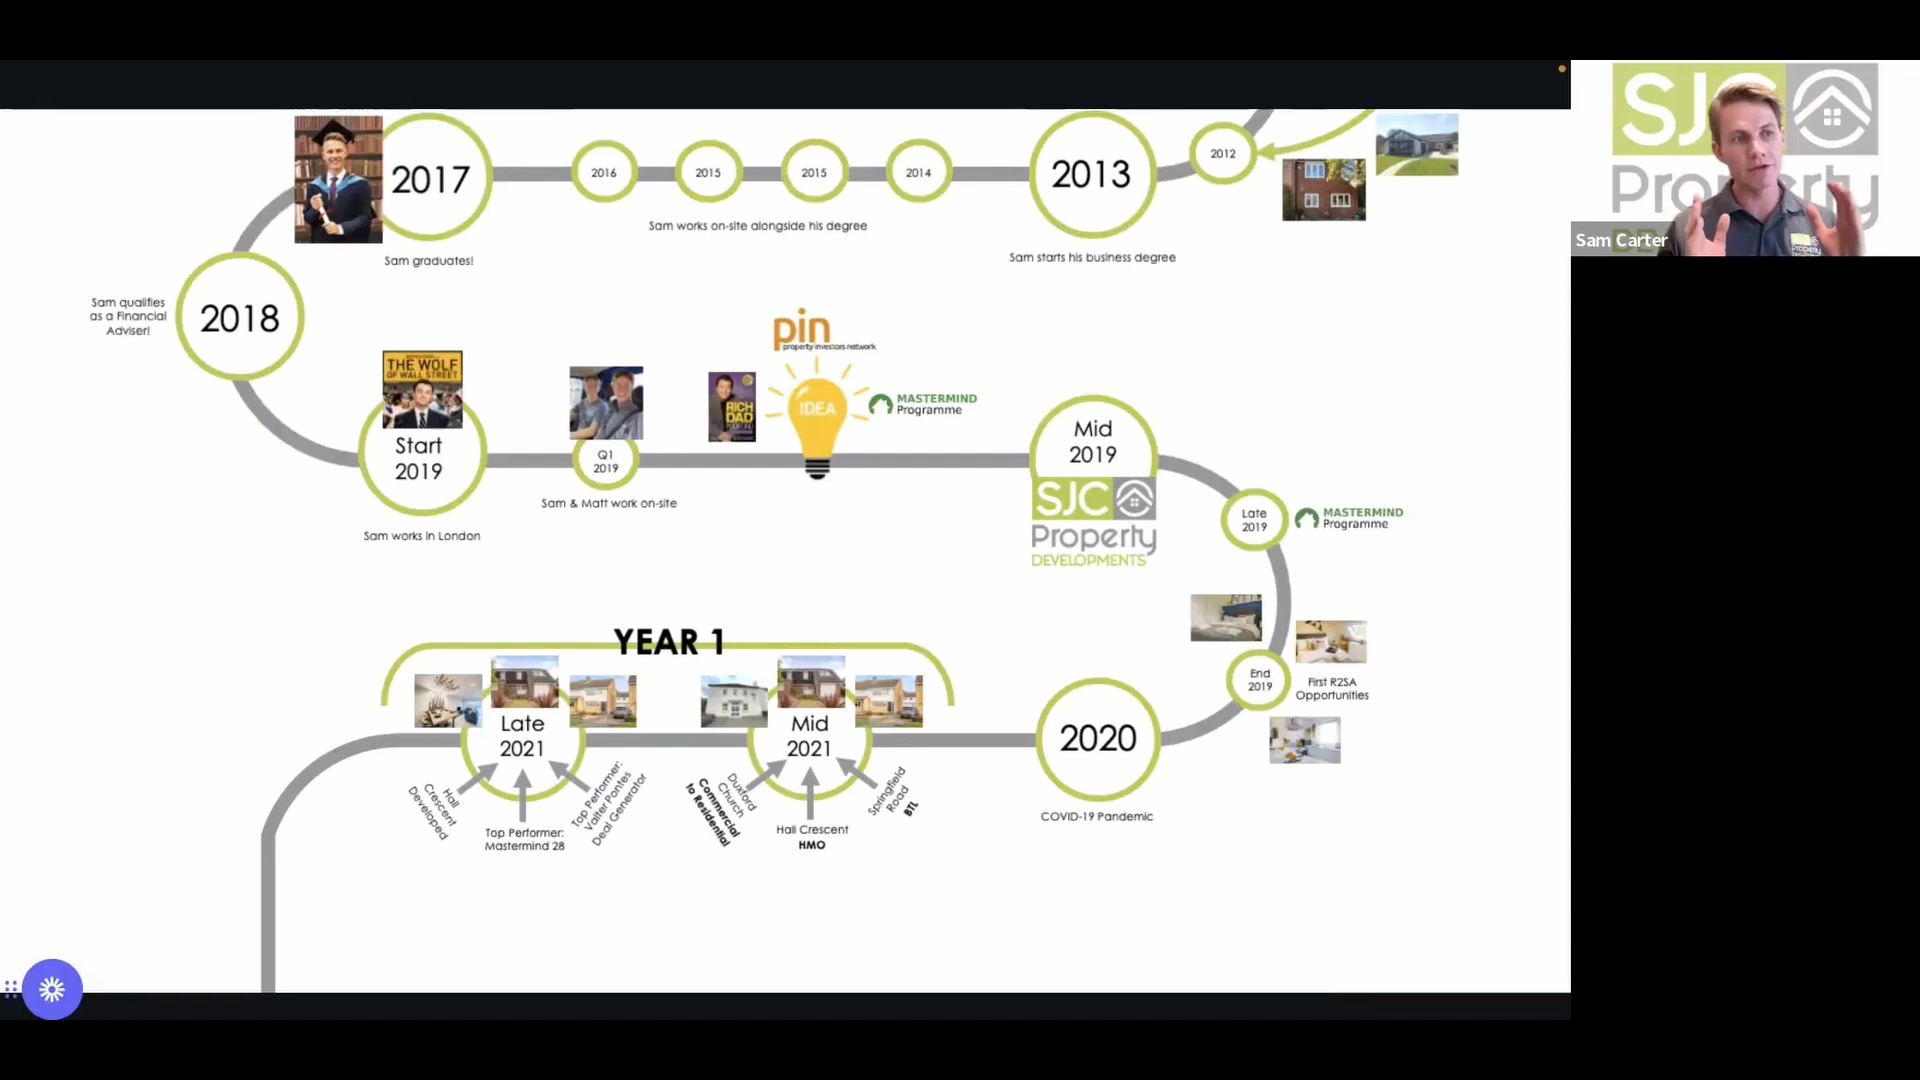 2017
2016
2015
2015
2014
2013
2012
Sam works on-site alongside his degree
Sam graduates!
Sam starts his business degree
SJC
Property
Sam Carter
Sam qualifies
as a Financial
Adviser!
2018
pin
property investors network
THE WOLF
OF WALL STREET
RICH
DAD
IDEA
MASTERMIND
Programme
Start
2019
Q1
2019
Sam & Matt work on-site
Sam works in London
Mid
2019
SJC
Property
DEVELOPMENTS
Late
2019
MASTERMIND
Programme
End
2019
First R2SA
Opportunities
YEAR 1
Late
2021
Mid
2021
2020
COVID-19 Pandemic
Hall
Crescent
Developed
Top Performer:
Mastermind 28
Top Performer:
Valter Pontes
Deal Generator
Duxford
Church
Commercial
to Residential
Hall Crescent
HMO
Springfield
Road
BTL